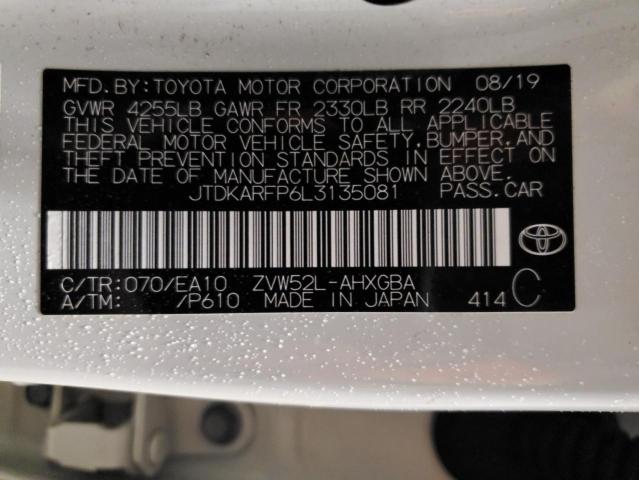 MFD. BY: TOYOTA MOTOR CORPORATION 08/19
GVWR 4255LB GAWR FR 2330LB RR 2240LB
THIS VEHICLE CONFORMS TO ALL APPLICABLE
FEDERAL MOTOR VEHICLE SAFETY, BUMPER, AND
THEFT PREVENTION STANDARDS IN EFFECT ON
THE DATE OF MANUFACTURE SHOWN ABOVE.
JTDKARFP6L3135081 PASS.CAR
C/TR: 070/EA10 ZVW52L-AHXGBA
A/TM: /P610 MADE IN JAPAN 414 C